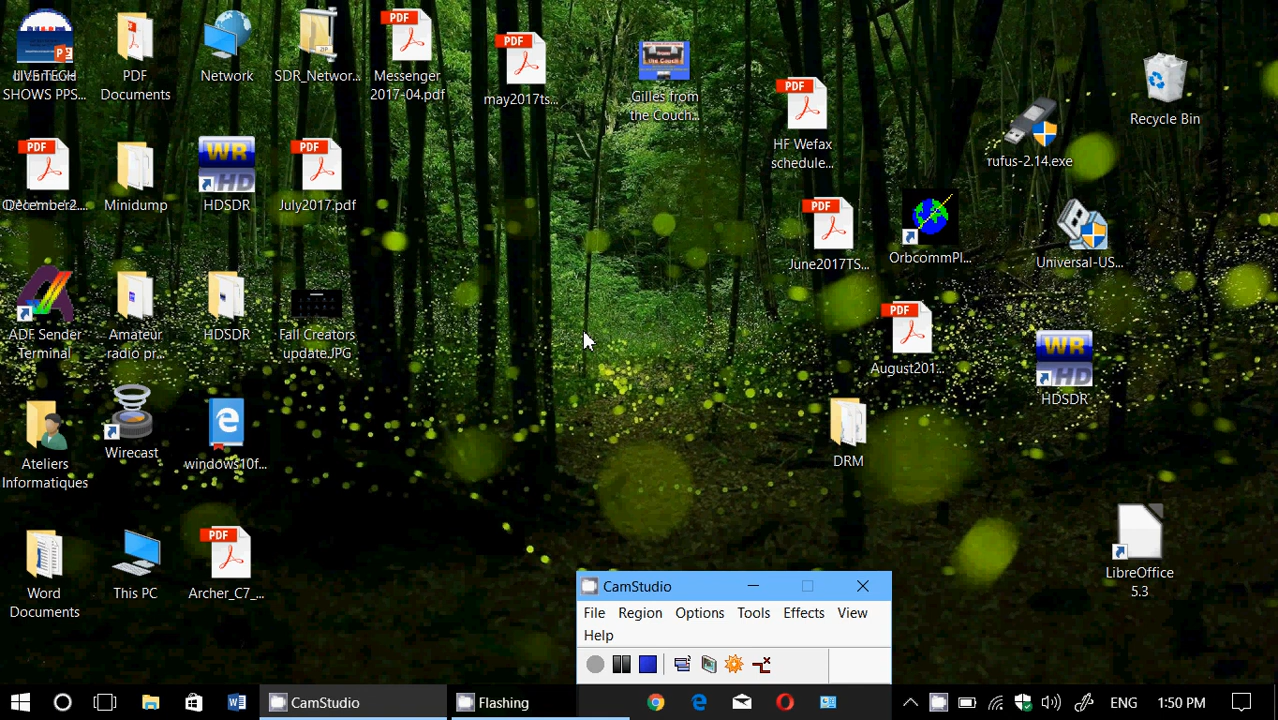 LIVE TECH
SHOWS PPS...
PDF
Documents
Network
SDR_Networ...
ZIP
PDF
Messenger
2017-04.pdf
PDF
may2017ts...
Gilles from
the Couch...
PDF
HF Wefax
schedule...
rufus-2.14.exe
Recycle Bin
PDF
Minidump
WR
HD
HDSDR
PDF
July2017.pdf
PDF
June2017TS...
OrbcommPl...
Universal-US...
ADF Sender
Terminal
Amateur
radio pr...
HDSDR
Fall Creators
update.JPG
PDF
August201...
WR
HD
HDSDR
Ateliers
Informatiques
Wirecast
windows10f...
DRM
Word
Documents
This PC
PDF
Archer_C7_...
LibreOffice
5.3
CamStudio
File Region Options Tools Effects View
Help
CamStudio
Flashing
ENG
1:50 PM